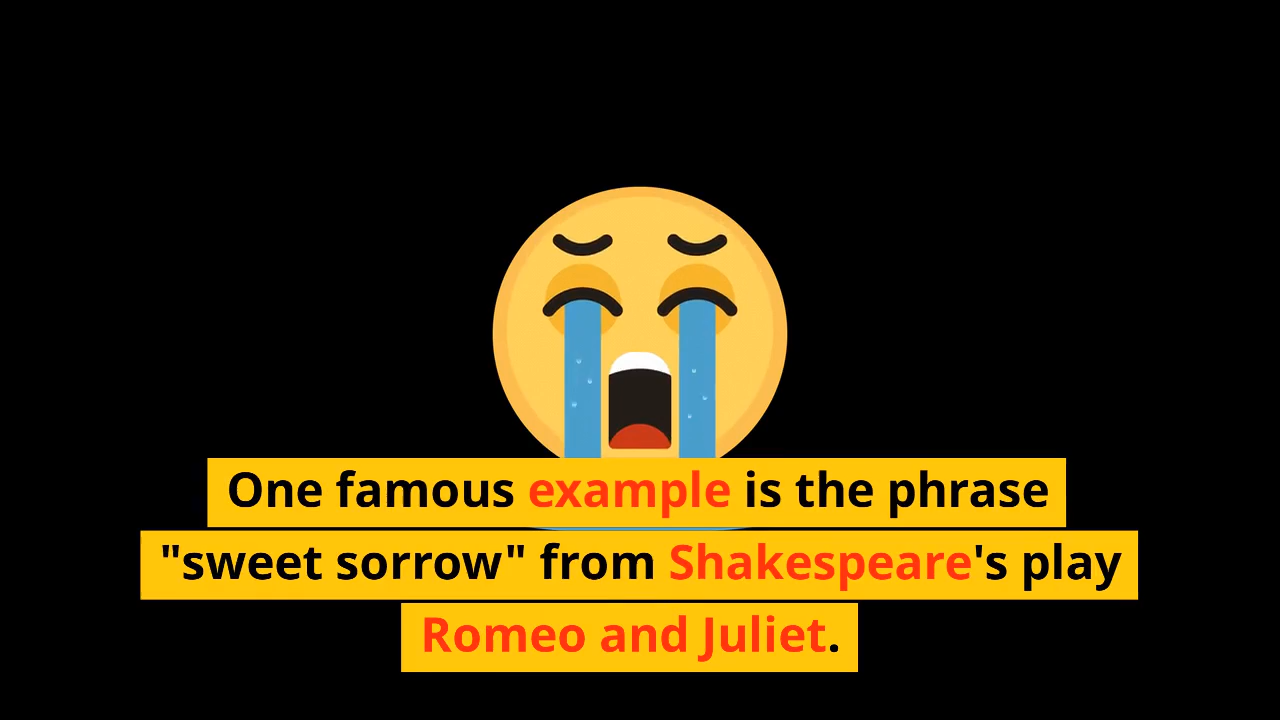 One famous example is the phrase
"sweet sorrow" from Shakespeare's play
Romeo and Juliet.